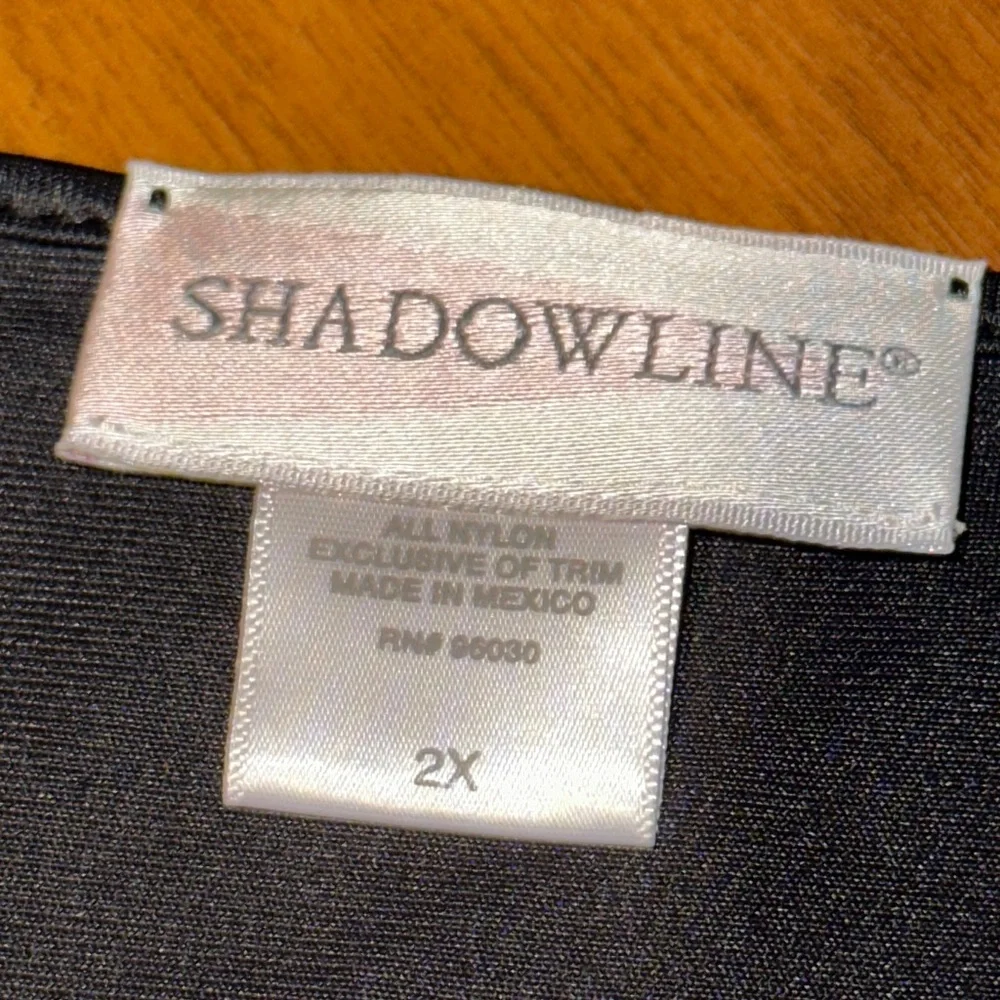 SHADOWLINE®
ALL NYLON
EXCLUSIVE OF TRIM
MADE IN MEXICO
RN# 96030
2X